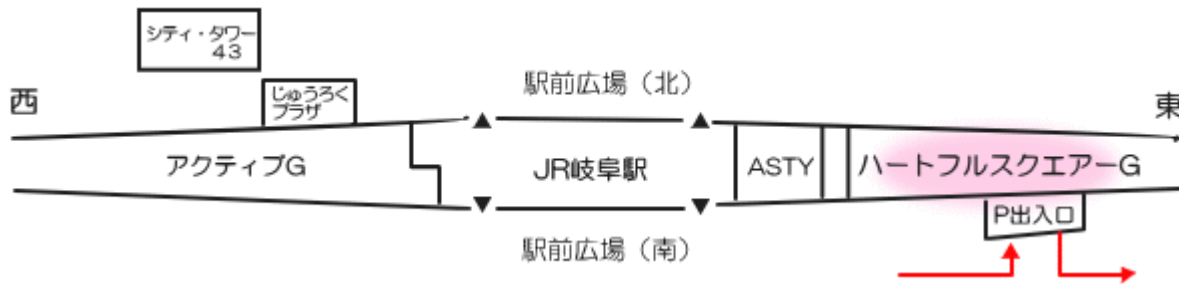 シティ・タワー
43
西
じゅうろく
プラザ
駅前広場（北）
東
アクティブG
JR岐阜駅
ASTY
ハートフルスクエアーG
P出入口
駅前広場（南）